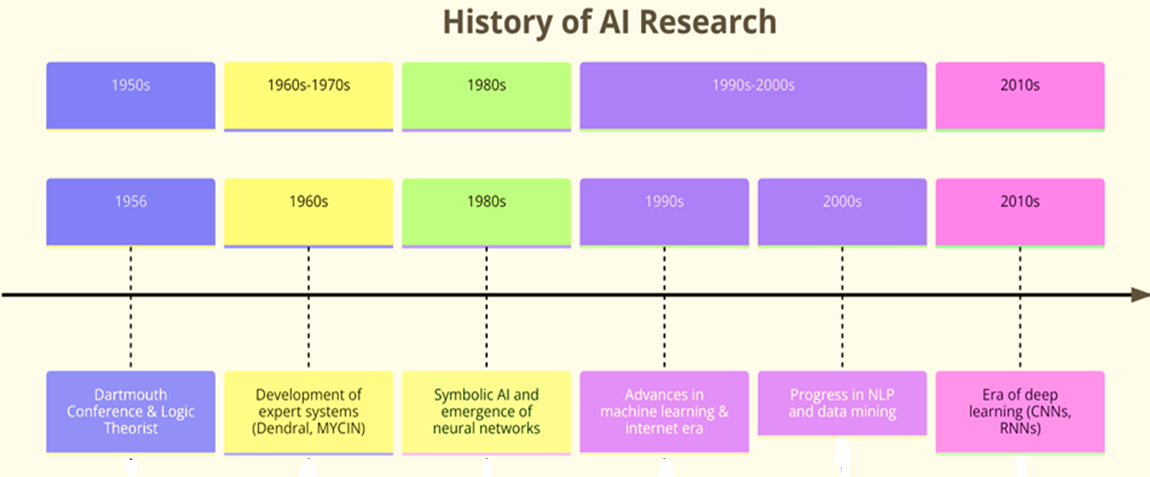 History of AI Research
1950s
1960s-1970s
1980s
1990s-2000s
2010s
1956
1960s
1980s
1990s
2000s
2010s
Dartmouth
Conference & Logic
Theorist
Development of
expert systems
(Dendral, MYCIN)
Symbolic AI and
emergence of
neural networks
Advances in
machine learning &
internet era
Progress in NLP
and data mining
Era of deep
learning (CNNs,
RNNs)